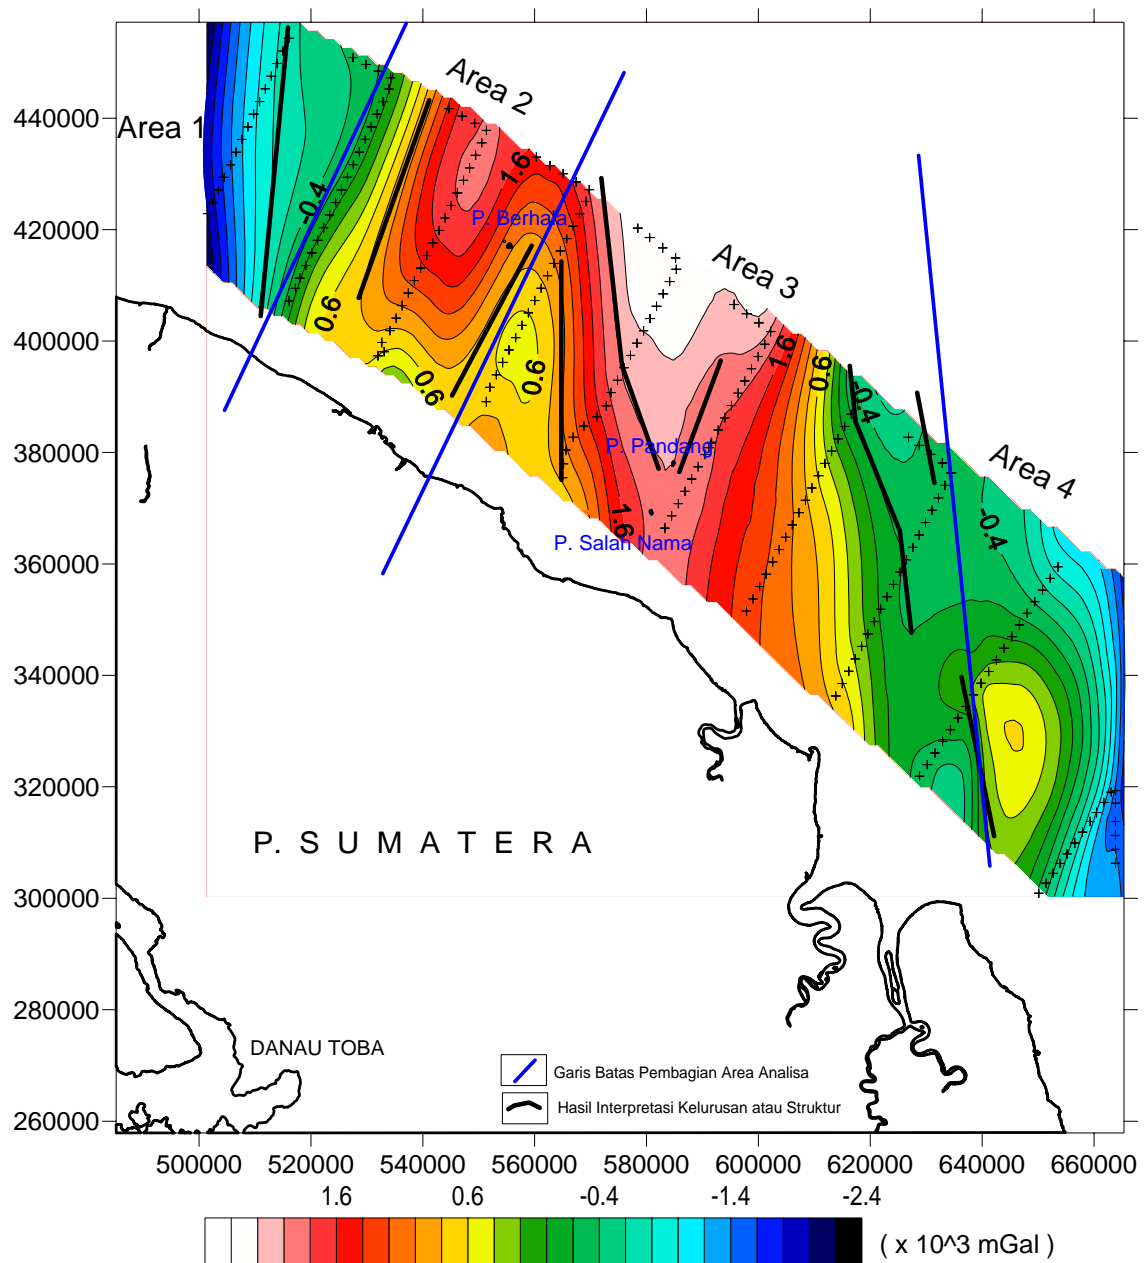 440000
420000
400000
380000
360000
340000
320000
300000
280000
260000
Area 1
Area 2
Area 3
Area 4
-0.4
1.6
P. Berhala
0.6
0.6
0.6
1.6
0.6
-0.4
P. Pandang
1.6
-0.4
P. Salah Nama
P. S U M A T E R A
DANAU TOBA
Garis Batas Pembagian Area Analisa
Hasil Interpretasi Kelurusan atau Struktur
500000 520000 540000 560000 580000 600000 620000 640000 660000
1.6 0.6 -0.4 -1.4 -2.4
( x 10^3 mGal )